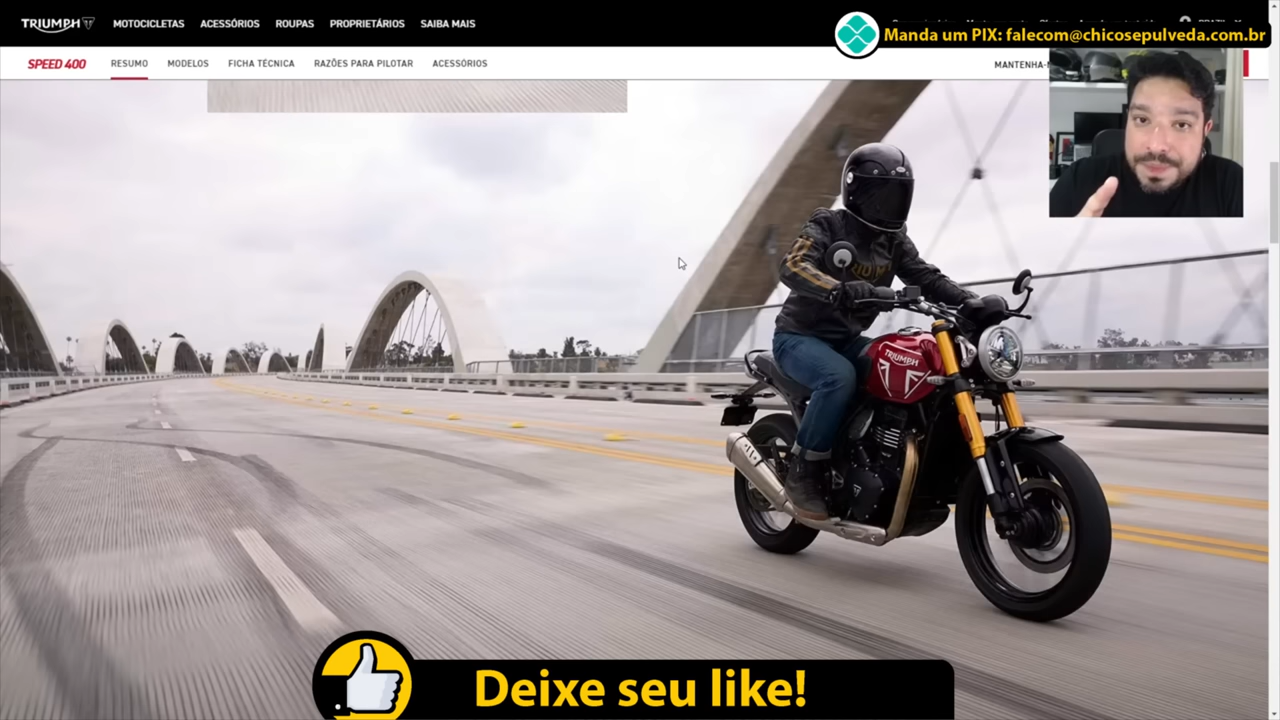 TRIUMPH
MOTOCICLETAS
ACESSÓRIOS
ROUPAS
PROPRIETÁRIOS
SAIBA MAIS
Manda um PIX: falecom@chicosepulveda.com.br
SPEED 400
RESUMO
MODELOS
FICHA TÉCNICA
RAZÕES PARA PILOTAR
ACESSÓRIOS
MANTENHA-
TRIUMPH
Deixe seu like!